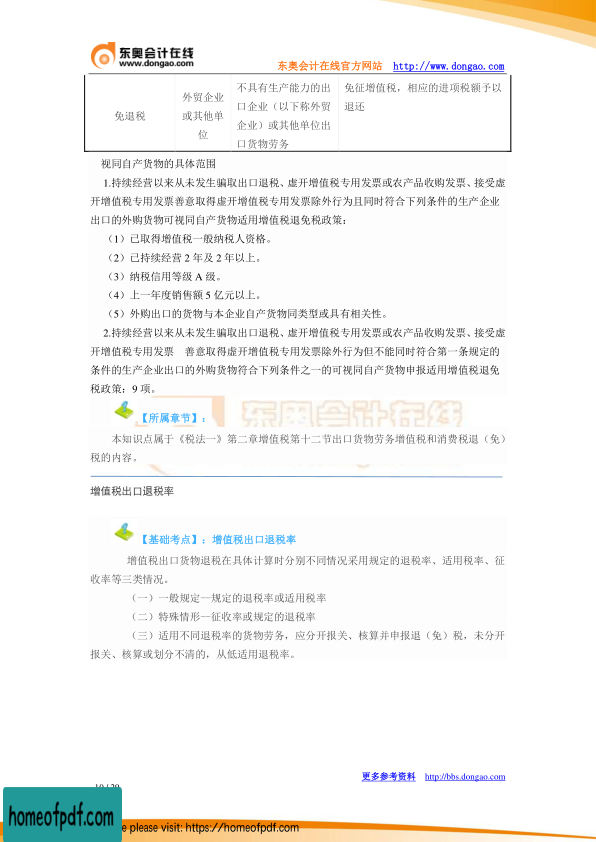 东奥会计在线
www.dongao.com
东奥会计在线官方网站 http://www.dongao.com
免退税
外贸企业
或其他单
位
不具有生产能力的出
口企业（以下称外贸
企业）或其他单位出
口货物劳务
免征增值税，相应的进项税额予以
退还
视同自产货物的具体范围
1.持续经营以来从未发生骗取出口退税、虚开增值税专用发票或农产品收购发票、接受虚
开增值税专用发票善意取得虚开增值税专用发票除外行为且同时符合下列条件的生产企业
出口的外购货物可视同自产货物适用增值税退免税政策：
（1）已取得增值税一般纳税人资格。
（2）已持续经营 2 年及 2 年以上。
（3）纳税信用等级 A 级。
（4）上一年度销售额 5 亿元以上。
（5）外购出口的货物与本企业自产货物同类型或具有相关性。
2.持续经营以来从未发生骗取出口退税、虚开增值税专用发票或农产品收购发票、接受虚
开增值税专用发票 善意取得虚开增值税专用发票除外行为但不能同时符合第一条规定的
条件的生产企业出口的外购货物符合下列条件之一的可视同自产货物申报适用增值税退免
税政策：9 项。
【所属章节】：
本知识点属于《税法一》第二章增值税第十二节出口货物劳务增值税和消费税退（免）
税的内容。
增值税出口退税率
【基础考点】：增值税出口退税率
增值税出口货物退税在具体计算时分别不同情况采用规定的退税率、适用税率、征
收率等三类情况。
（一）一般规定—规定的退税率或适用税率
（二）特殊情形—征收率或规定的退税率
（三）适用不同退税率的货物劳务，应分开报关、核算并申报退（免）税，未分开
报关、核算或划分不清的，从低适用退税率。
更多参考资料 http://bbs.dongao.com
homeofpdf.com
e please visit: https://homeofpdf.com